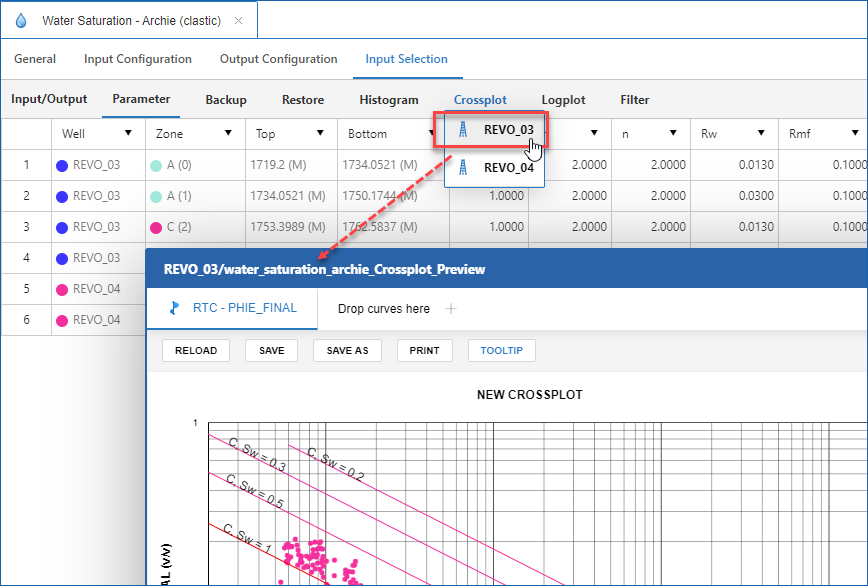 Water Saturation - Archie (clastic) ×
General Input Configuration Output Configuration Input Selection
Input/Output Parameter Backup Restore Histogram Crossplot Logplot Filter
Well Zone Top Bottom n Rw Rmf
REVO_03
REVO_04
1 REVO_03 A (0) 1719.2 (M) 1734.0521 (M) 2.0000 2.0000 0.0130 0.1000
2 REVO_03 A (1) 1734.0521 (M) 1750.1744 (M) 1.0000 2.0000 2.0000 0.0300 0.1000
3 REVO_03 C (2) 1753.3989 (M) 1762.5837 (M) 1.0000 2.0000 2.0000 0.0130 0.1000
4 REVO_03
5 REVO_04
6 REVO_04
REVO_03/water_saturation_archie_Crossplot_Preview
RTC - PHIE_FINAL Drop curves here +
RELOAD SAVE SAVE AS PRINT TOOLTIP
NEW CROSSPLOT
1
C, Sw = 0.3
C, Sw = 0.2
C, Sw = 0.5
C, Sw = 1
(v/v)